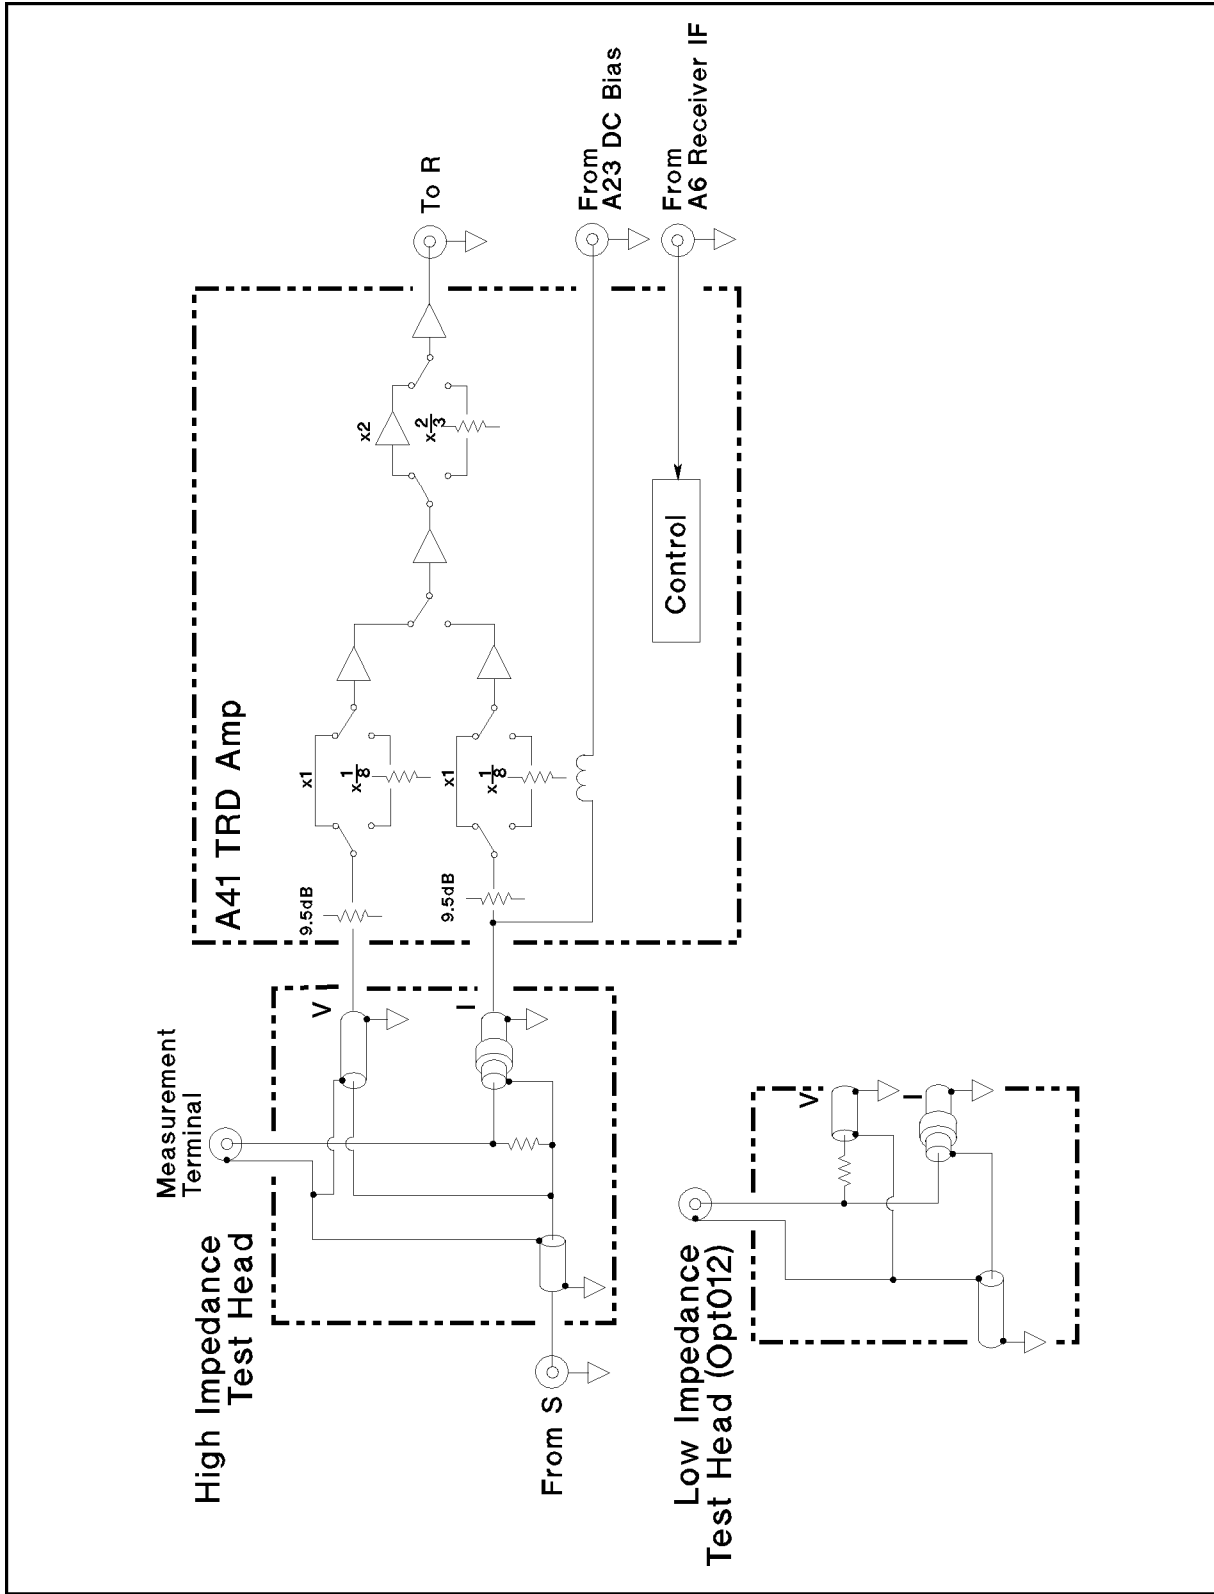 High Impedance
Test Head
Measurement
Terminal
From S
V
I
A41 TRD Amp
9.5dB
9.5dB
x1
x1/8
x1
x1/8
x2
x2/3
To R
From
A23 DC Bias
From
A6 Receiver IF
Control
Low Impedance
Test Head (Opt012)
V
I